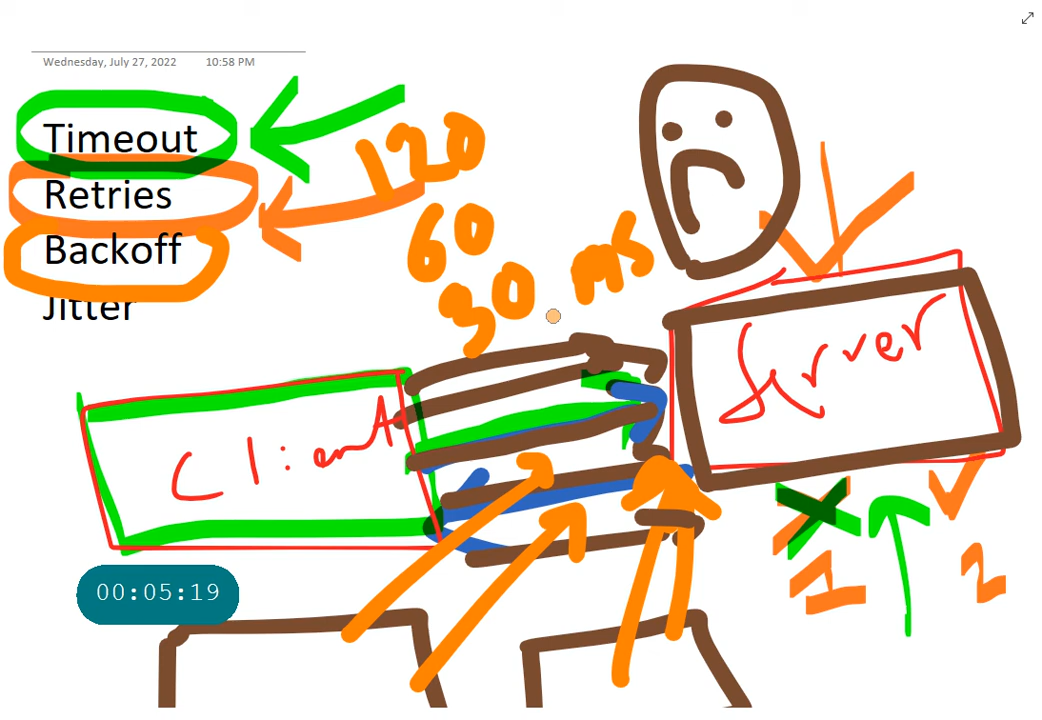 Wednesday, July 27, 2022 10:58 PM
Timeout
Retries
Backoff
Jitter
120
60
30 ms
Client
Server
1
2
00:05:19